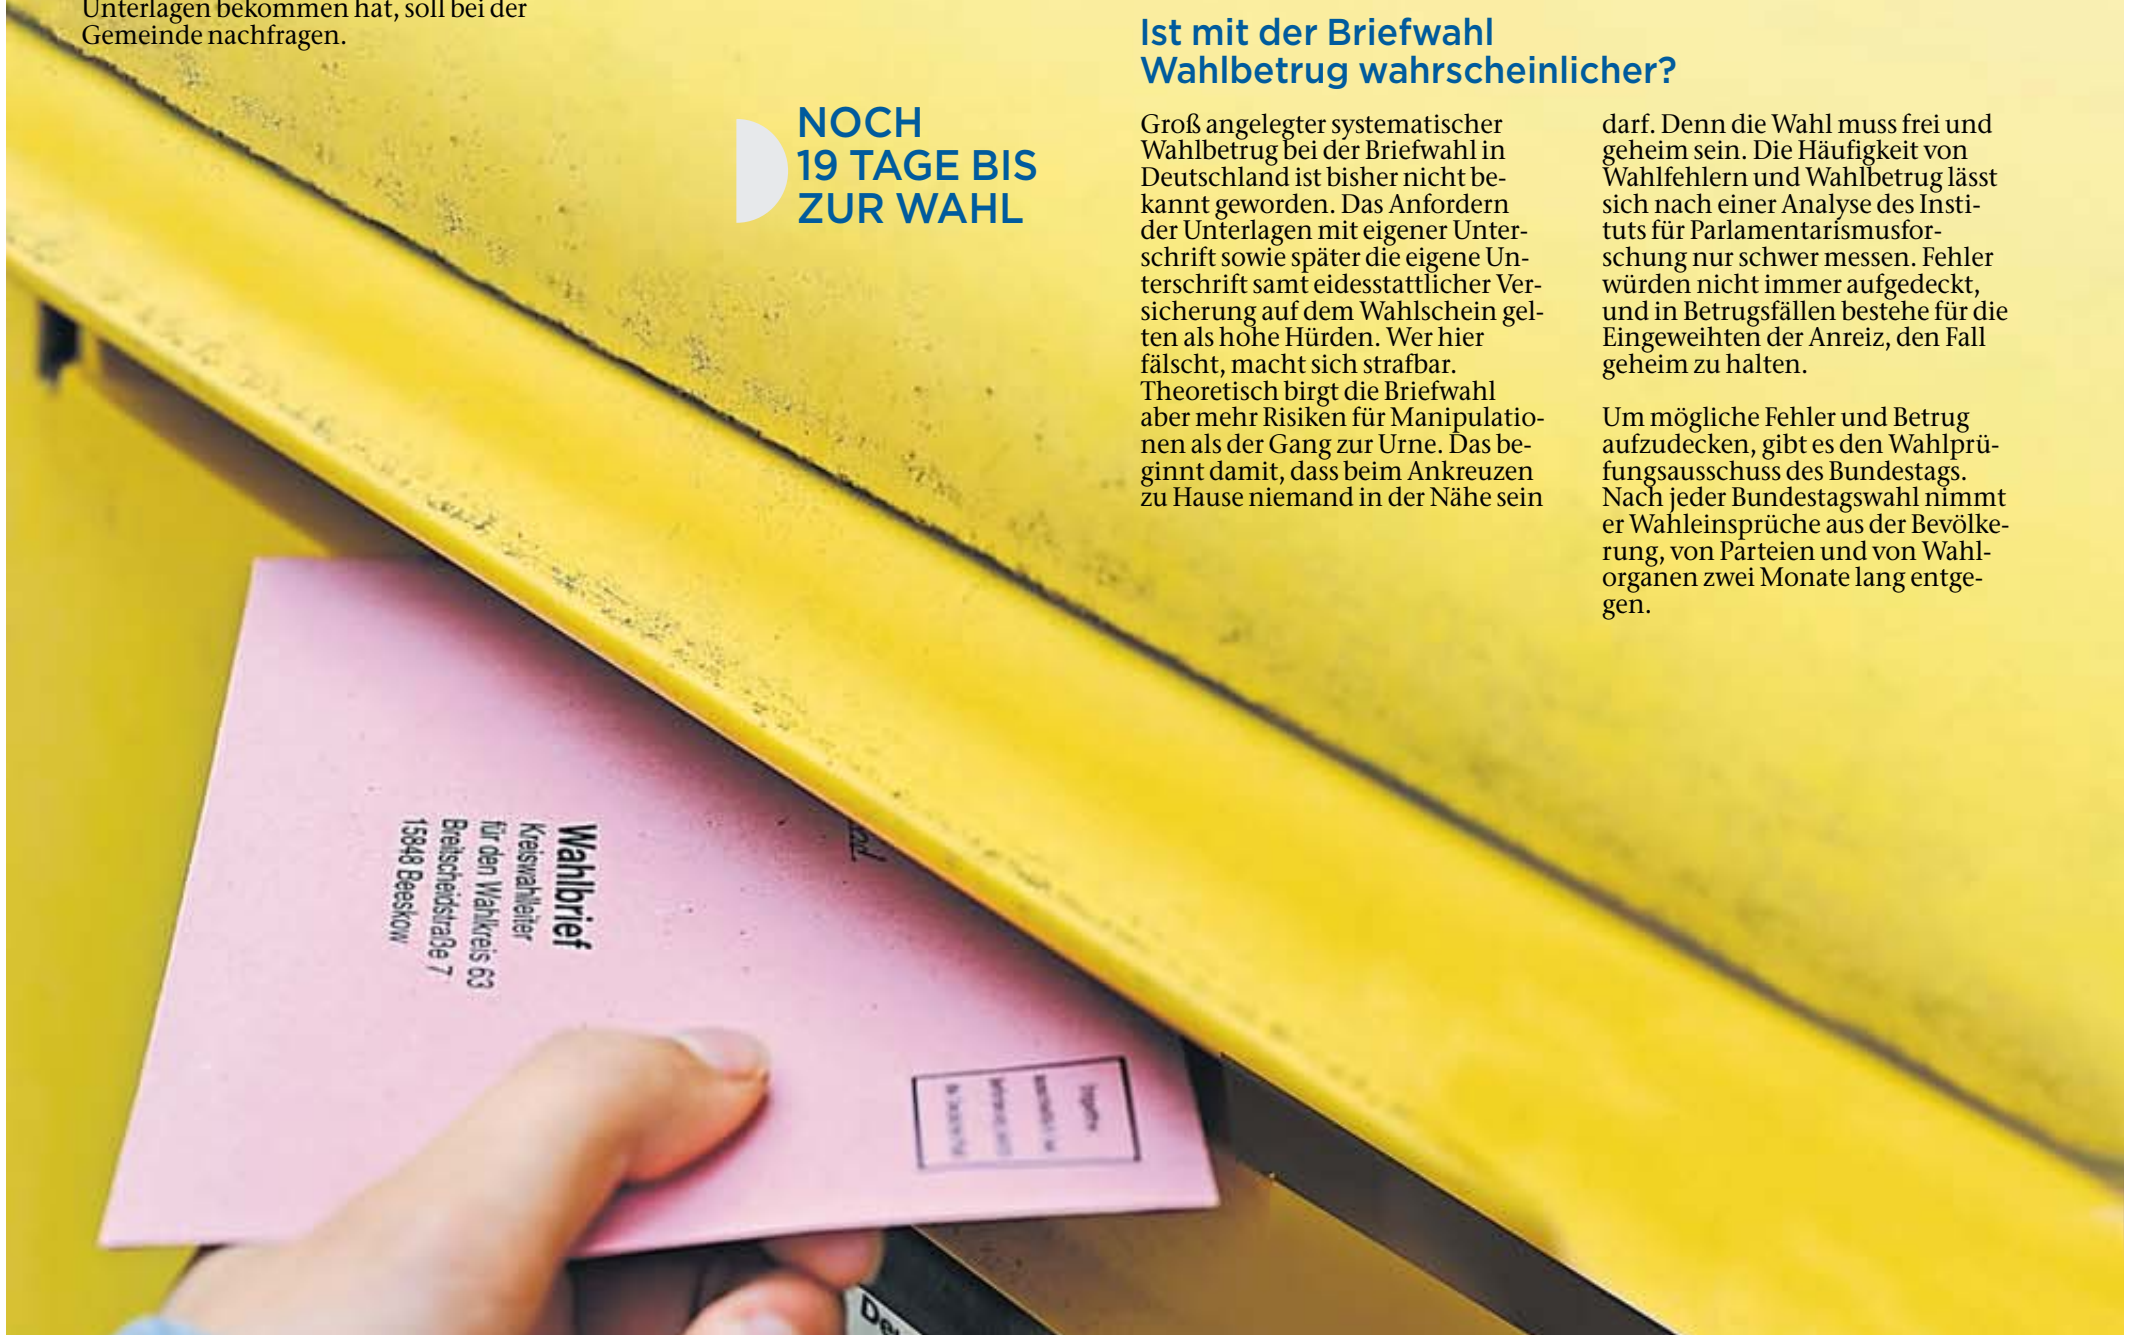 Unterlagen bekommen hat, soll bei der
Gemeinde nachfragen.
NOCH
19 TAGE BIS
ZUR WAHL
Ist mit der Briefwahl
Wahlbetrug wahrscheinlicher?
Groß angelegter systematischer
Wahlbetrug bei der Briefwahl in
Deutschland ist bisher nicht be-
kannt geworden. Das Anfordern
der Unterlagen mit eigener Unter-
schrift sowie später die eigene Un-
terschrift samt eidesstattlicher Ver-
sicherung auf dem Wahlschein gel-
ten als hohe Hürden. Wer hier
fälscht, macht sich strafbar.
Theoretisch birgt die Briefwahl
aber mehr Risiken für Manipulatio-
nen als der Gang zur Urne. Das be-
ginnt damit, dass beim Ankreuzen
zu Hause niemand in der Nähe sein
darf. Denn die Wahl muss frei und
geheim sein. Die Häufigkeit von
Wahlfehlern und Wahlbetrug lässt
sich nach einer Analyse des Insti-
tuts für Parlamentarismusfor-
schung nur schwer messen. Fehler
würden nicht immer aufgedeckt,
und in Betrugsfällen bestehe für die
Eingeweihten der Anreiz, den Fall
geheim zu halten.
Um mögliche Fehler und Betrug
aufzudecken, gibt es den Wahlprü-
fungsausschuss des Bundestags.
Nach jeder Bundestagswahl nimmt
er Wahleinsprüche aus der Bevölke-
rung, von Parteien und von Wahl-
organen zwei Monate lang entge-
gen.
Wahlbrief
Kreiswahlleiter
für den Wahlkreis 63
Breitscheidstraße 7
15848 Beeskow